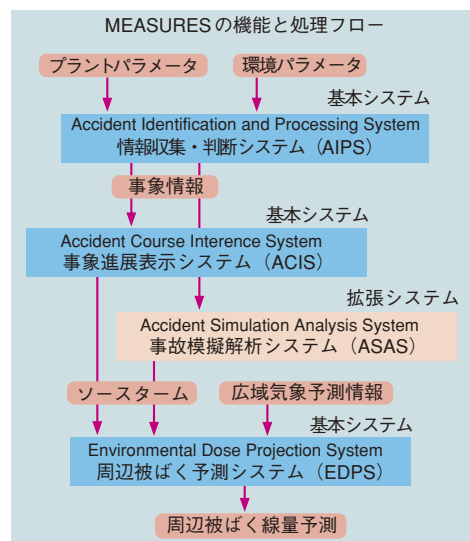 MEASURESの機能と処理フロー
プラントパラメータ
環境パラメータ
基本システム
Accident Identification and Processing System
情報収集・判断システム（AIPS）
事象情報
基本システム
Accident Course Interence System
事象進展表示システム（ACIS）
拡張システム
Accident Simulation Analysis System
事故模擬解析システム（ASAS）
ソースターム
広域気象予測情報
基本システム
Environmental Dose Projection System
周辺被ばく予測システム（EDPS）
周辺被ばく線量予測